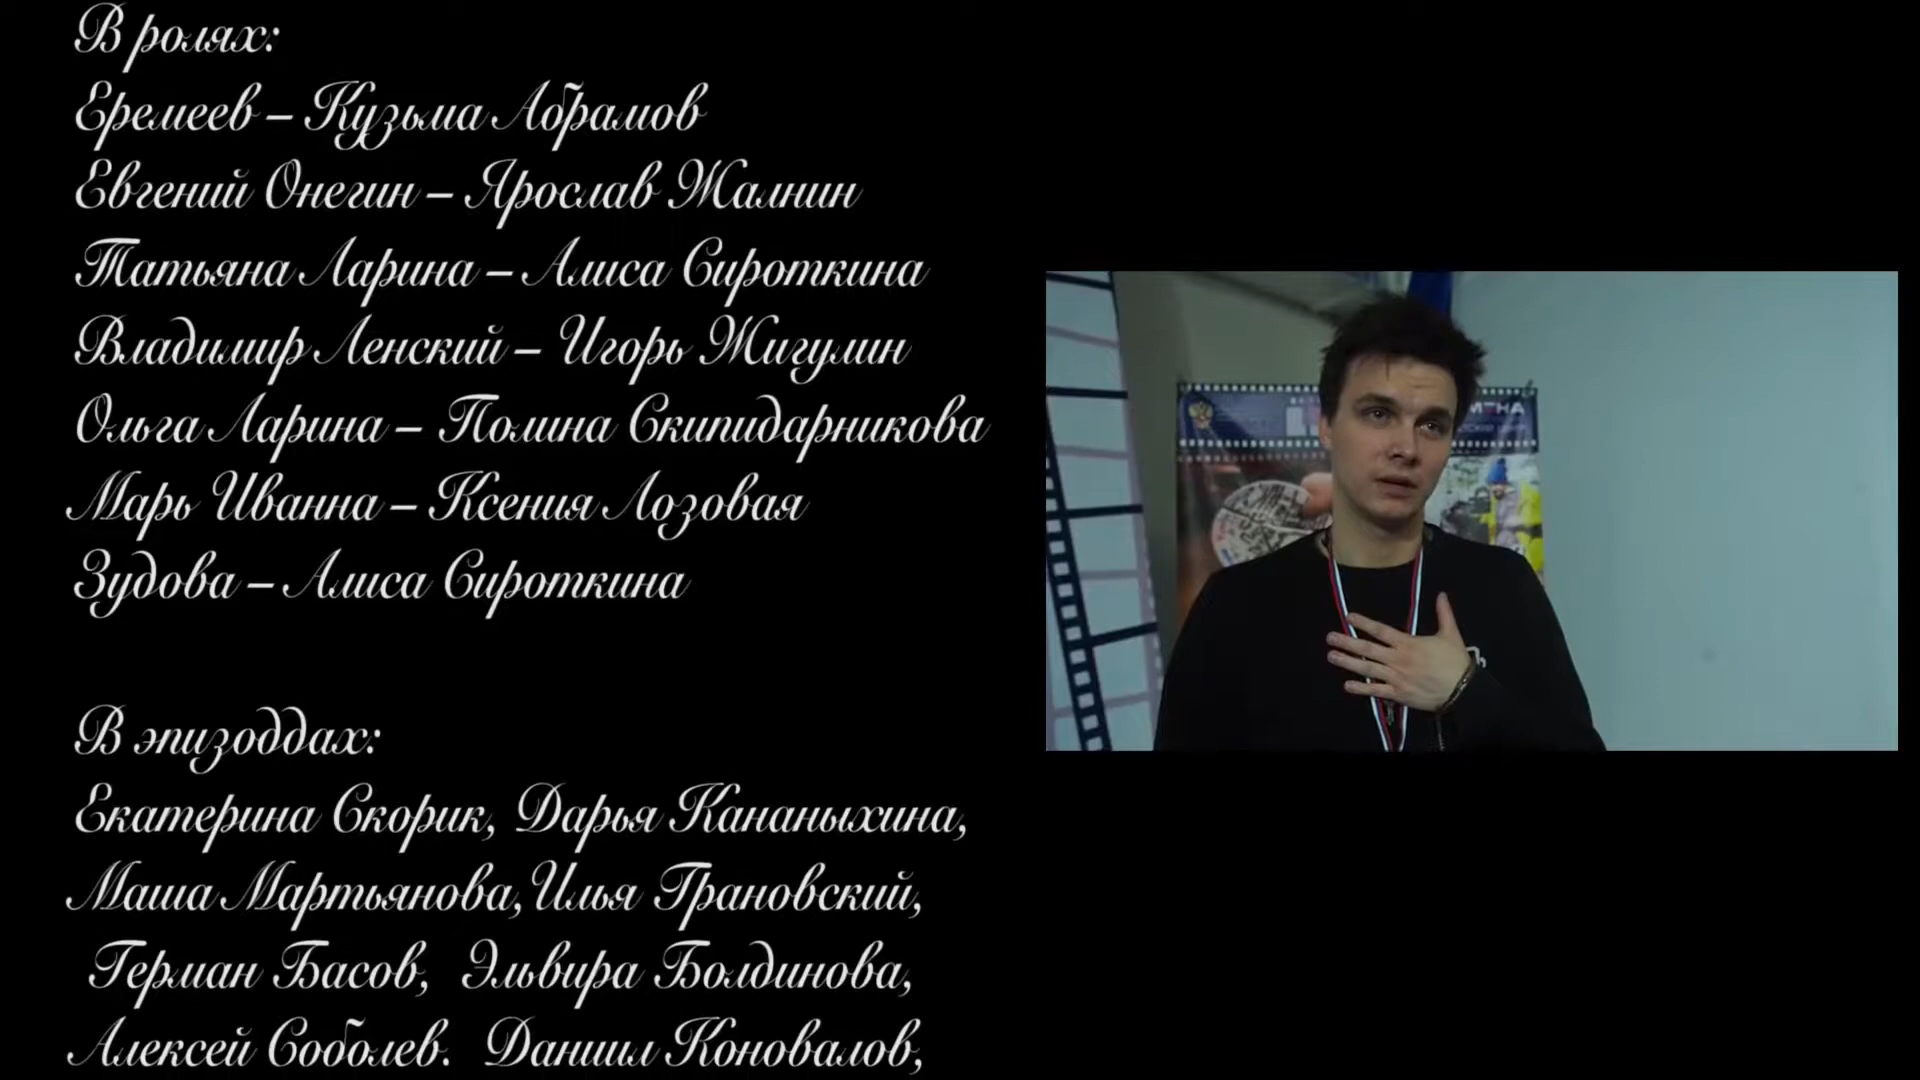 В ролях:
Еремеев – Кузьма Абрамов
Евгений Онегин – Ярослав Жалнин
Татьяна Ларина – Алиса Сироткина
Владимир Ленский – Игорь Жигулин
Ольга Ларина – Полина Скипидарникова
Марь Иванна – Ксения Лозовая
Зудова – Алиса Сироткина
В эпизоддах:
Екатерина Скорик, Дарья Кананыхина,
Маша Мартьянова, Илья Грановский,
Герман Басов, Эльвира Болдинова,
Алексей Соболев. Даниил Коновалов,